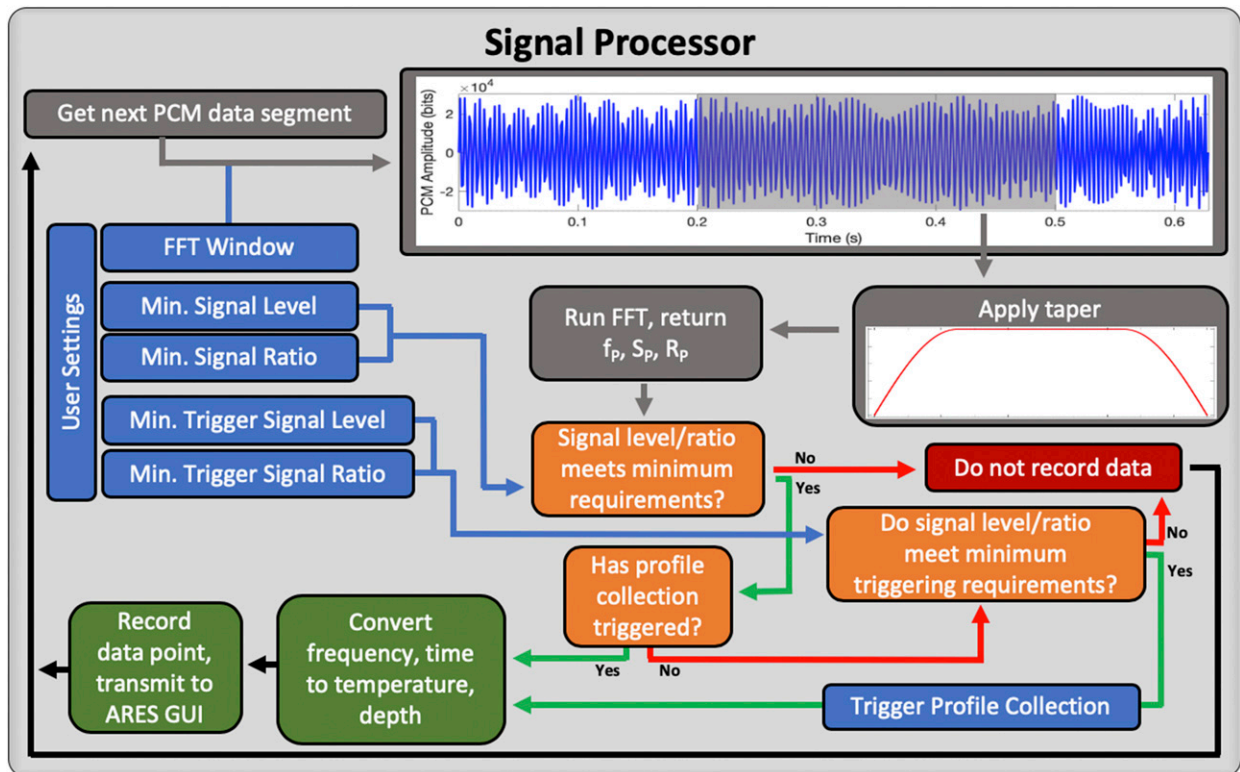 Signal Processor
Get next PCM data segment
×10⁴
PCM Amplitude (bits)
2
0
-2
0
0.1
0.2
0.3
0.4
0.5
0.6
Time (s)
User Settings
FFT Window
Min. Signal Level
Min. Signal Ratio
Min. Trigger Signal Level
Min. Trigger Signal Ratio
Apply taper
Run FFT, return
fₚ, Sₚ, Rₚ
Signal level/ratio
meets minimum
requirements?
No
Yes
Do not record data
Do signal level/ratio
meet minimum
triggering requirements?
No
Yes
Has profile
collection
triggered?
Yes
No
Trigger Profile Collection
Convert
frequency, time
to temperature,
depth
Record
data point,
transmit to
ARES GUI